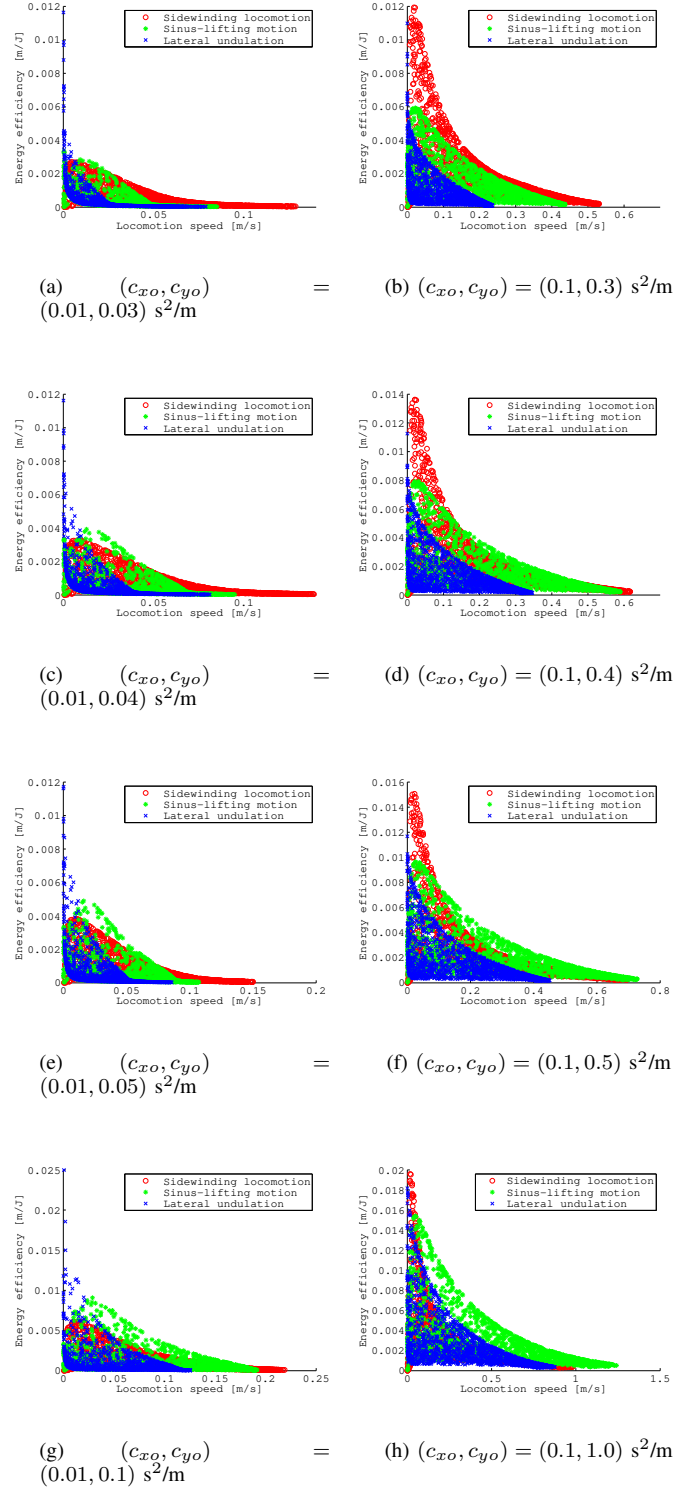 0.012
0.01
0.008
0.006
0.004
0.002
0
Energy efficiency [m/J]
Sidewinding locomotion
Sinus-lifting motion
Lateral undulation
0 0.05 0.1
Locomotion speed [m/s]
(a) (c_{xo}, c_{yo}) =
(0.01, 0.03) s²/m
0.012
0.01
0.008
0.006
0.004
0.002
0
Energy efficiency [m/J]
Sidewinding locomotion
Sinus-lifting motion
Lateral undulation
0 0.1 0.2 0.3 0.4 0.5 0.6
Locomotion speed [m/s]
(b) (c_{xo}, c_{yo}) = (0.1, 0.3) s²/m
0.012
0.01
0.008
0.006
0.004
0.002
0
Energy efficiency [m/J]
Sidewinding locomotion
Sinus-lifting motion
Lateral undulation
0 0.05 0.1
Locomotion speed [m/s]
(c) (c_{xo}, c_{yo}) =
(0.01, 0.04) s²/m
0.014
0.012
0.01
0.008
0.006
0.004
0.002
0
Energy efficiency [m/J]
Sidewinding locomotion
Sinus-lifting motion
Lateral undulation
0 0.1 0.2 0.3 0.4 0.5 0.6
Locomotion speed [m/s]
(d) (c_{xo}, c_{yo}) = (0.1, 0.4) s²/m
0.012
0.01
0.008
0.006
0.004
0.002
0
Energy efficiency [m/J]
Sidewinding locomotion
Sinus-lifting motion
Lateral undulation
0 0.05 0.1 0.15 0.2
Locomotion speed [m/s]
(e) (c_{xo}, c_{yo}) =
(0.01, 0.05) s²/m
0.016
0.014
0.012
0.01
0.008
0.006
0.004
0.002
0
Energy efficiency [m/J]
Sidewinding locomotion
Sinus-lifting motion
Lateral undulation
0 0.2 0.4 0.6 0.8
Locomotion speed [m/s]
(f) (c_{xo}, c_{yo}) = (0.1, 0.5) s²/m
0.025
0.02
0.015
0.01
0.005
0
Energy efficiency [m/J]
Sidewinding locomotion
Sinus-lifting motion
Lateral undulation
0 0.05 0.1 0.15 0.2 0.25
Locomotion speed [m/s]
(g) (c_{xo}, c_{yo}) =
(0.01, 0.1) s²/m
0.02
0.018
0.016
0.014
0.012
0.01
0.008
0.006
0.004
0.002
0
Energy efficiency [m/J]
Sidewinding locomotion
Sinus-lifting motion
Lateral undulation
0 0.5 1 1.5
Locomotion speed [m/s]
(h) (c_{xo}, c_{yo}) = (0.1, 1.0) s²/m